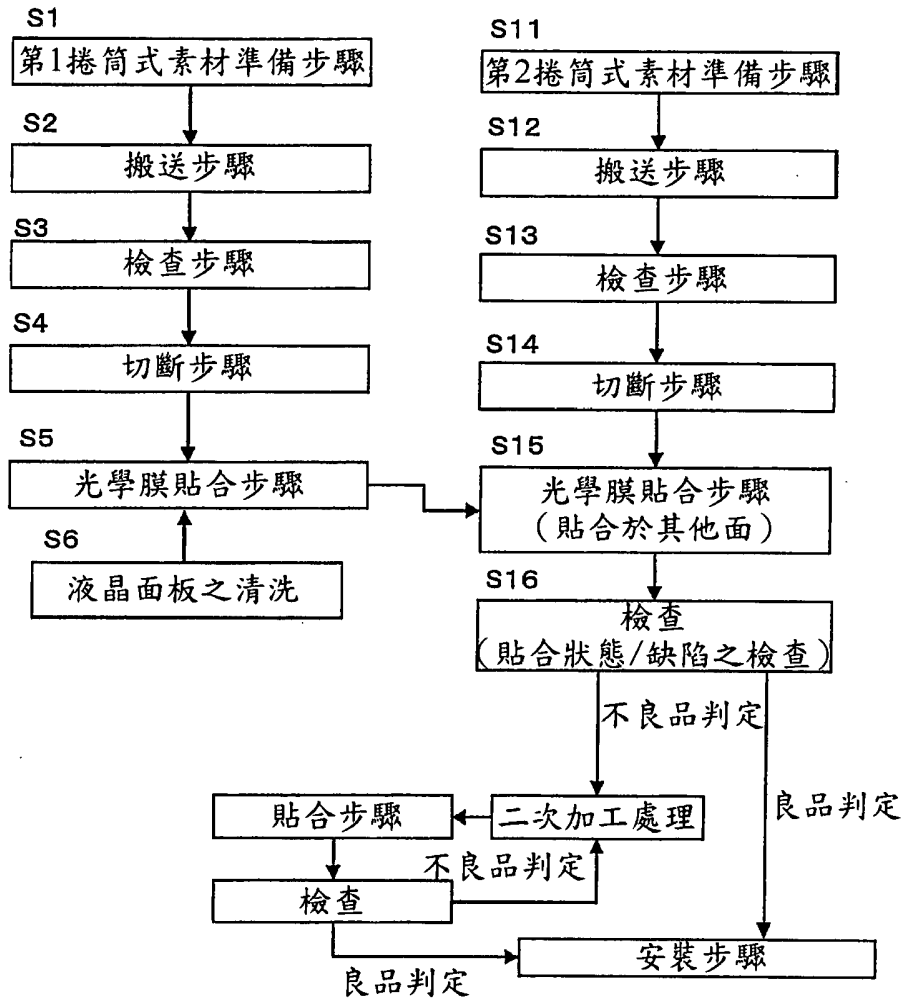 S1
第1捲筒式素材準備步驟
S2
搬送步驟
S3
檢查步驟
S4
切斷步驟
S5
光學膜貼合步驟
S6
液晶面板之清洗
S11
第2捲筒式素材準備步驟
S12
搬送步驟
S13
檢查步驟
S14
切斷步驟
S15
光學膜貼合步驟
(貼合於其他面)
S16
檢查
(貼合狀態/缺陷之檢查)
不良品判定
良品判定
二次加工處理
貼合步驟
不良品判定
檢查
良品判定
安裝步驟